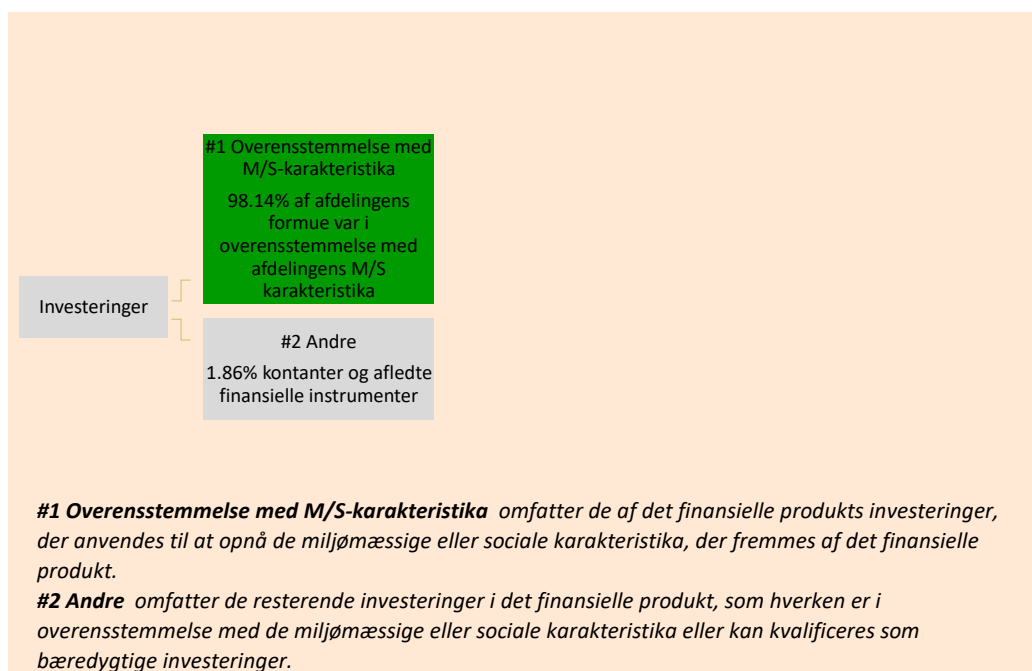 #1 Overensstemmelse med
M/S-karakteristika
98.14% af afdelingens
formue var i
overensstemmelse med
afdelingens M/S
karakteristika
Investeringer
#2 Andre
1.86% kontanter og afledte
finansielle instrumenter
#1 Overensstemmelse med M/S-karakteristika omfatter de af det finansielle produkts investeringer,
der anvendes til at opnå de miljømæssige eller sociale karakteristika, der fremmes af det finansielle
produkt.
#2 Andre omfatter de resterende investeringer i det finansielle produkt, som hverken er i
overensstemmelse med de miljømæssige eller sociale karakteristika eller kan kvalificeres som
bæredygtige investeringer.